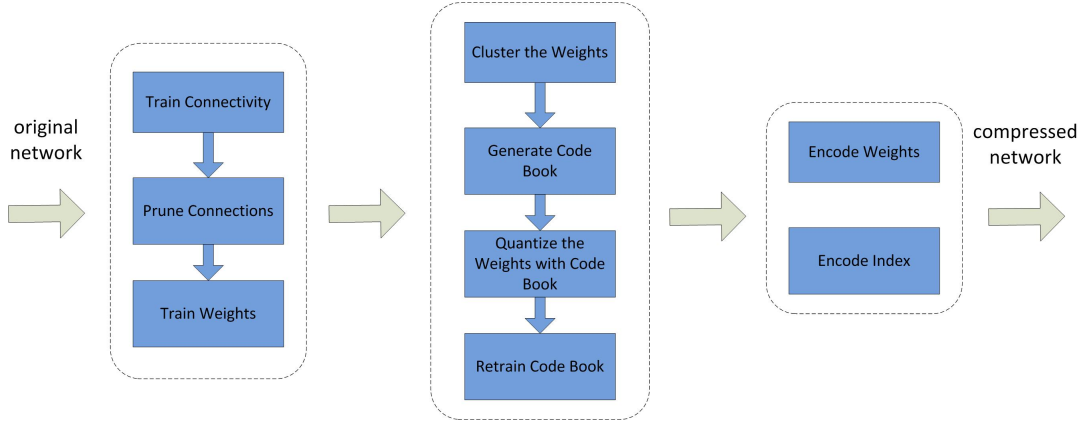 original
network
Train Connectivity
Prune Connections
Train Weights
Cluster the Weights
Generate Code
Book
Quantize the
Weights with Code
Book
Retrain Code Book
Encode Weights
Encode Index
compressed
network